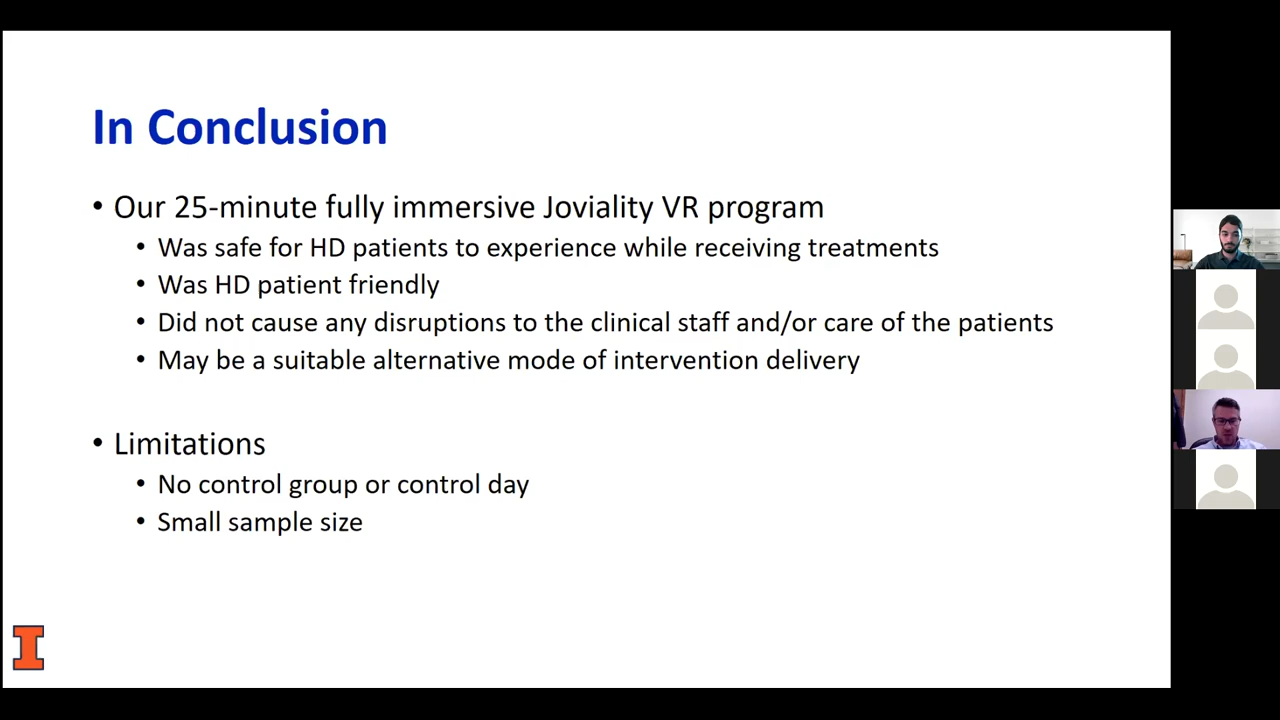 In Conclusion
• Our 25-minute fully immersive Joviality VR program
• Was safe for HD patients to experience while receiving treatments
• Was HD patient friendly
• Did not cause any disruptions to the clinical staff and/or care of the patients
• May be a suitable alternative mode of intervention delivery
• Limitations
• No control group or control day
• Small sample size
I